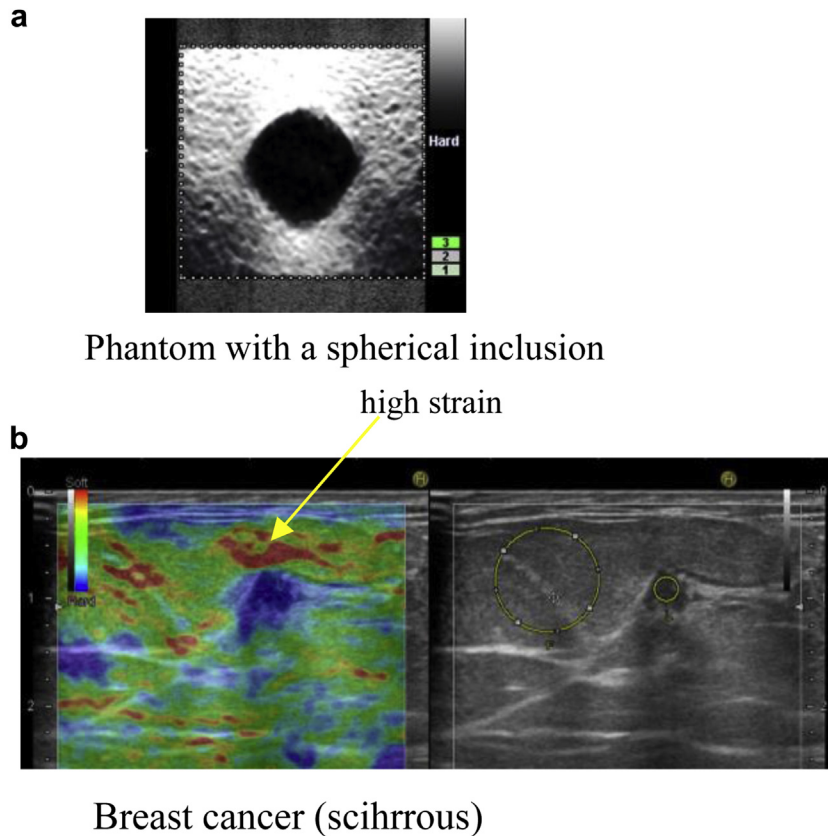 a
Hard
3
2
1
Phantom with a spherical inclusion
high strain
b
H
H
0
Soft
Hard
1
2
Breast cancer (scihrrous)